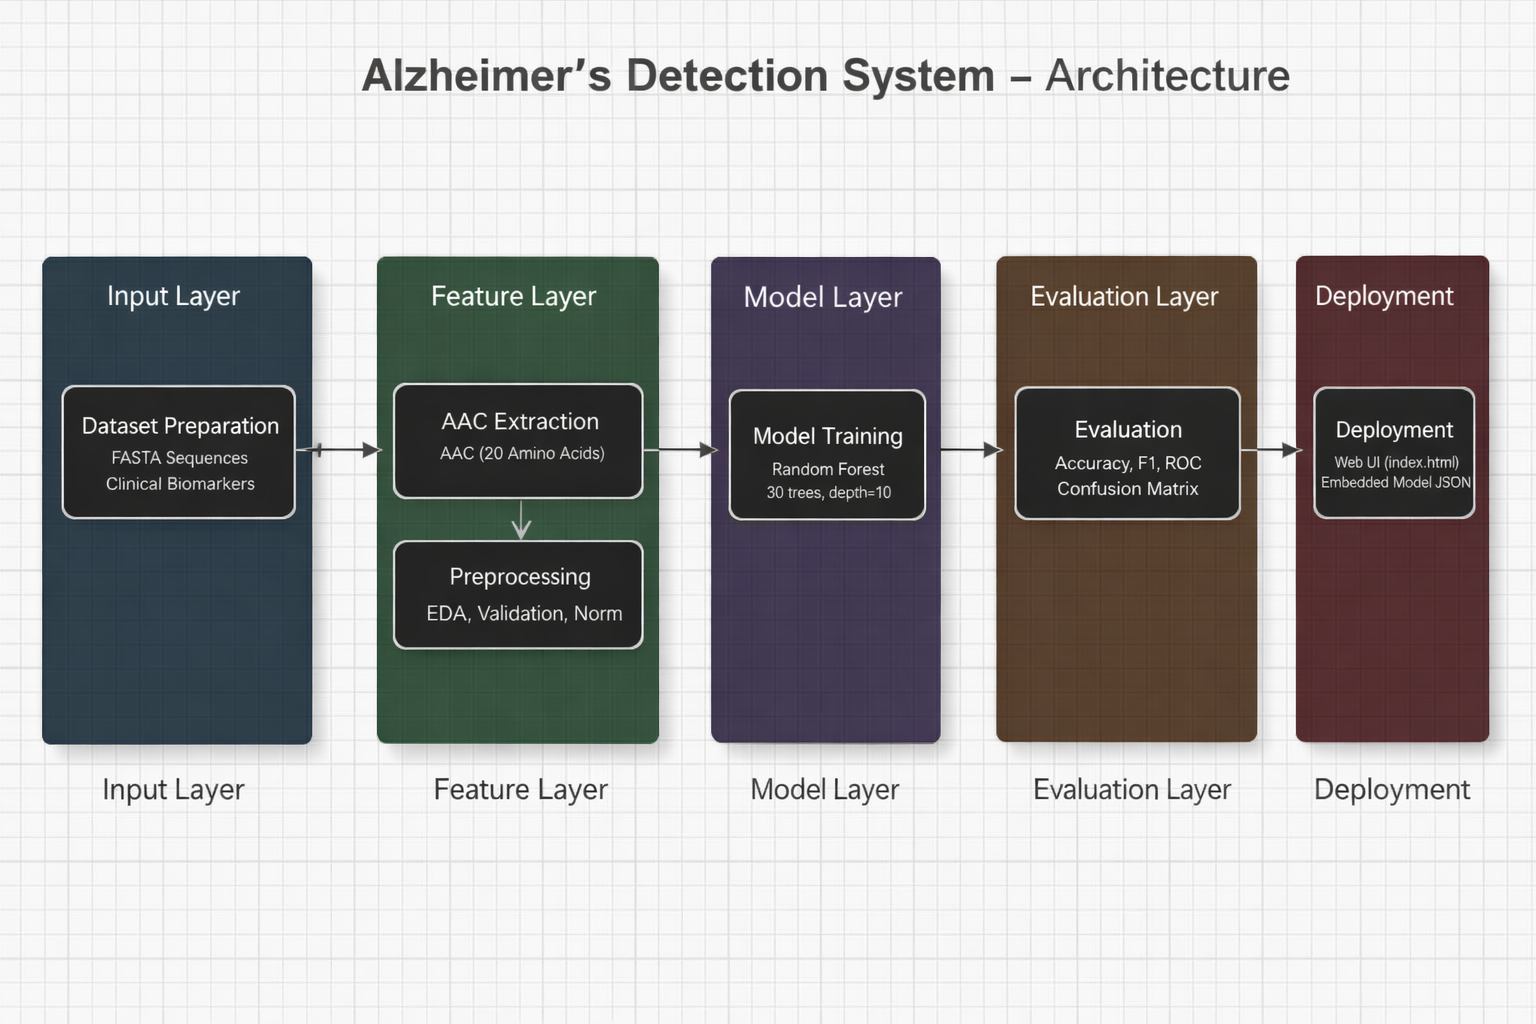 Alzheimer’s Detection System – Architecture
Input Layer
Dataset Preparation
FASTA Sequences
Clinical Biomarkers
Input Layer
Feature Layer
AAC Extraction
AAC (20 Amino Acids)
Preprocessing
EDA, Validation, Norm
Feature Layer
Model Layer
Model Training
Random Forest
30 trees, depth=10
Model Layer
Evaluation Layer
Evaluation
Accuracy, F1, ROC
Confusion Matrix
Evaluation Layer
Deployment
Deployment
Web UI (index.html)
Embedded Model JSON
Deployment